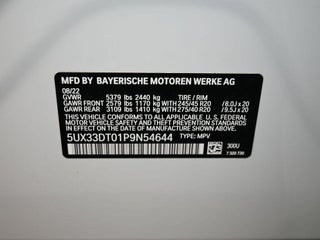 MFD BY BAYERISCHE MOTOREN WERKE AG
08/22
GVWR 5379 lbs 2440 kg TIRE / RIM
GAWR FRONT 2579 lbs 1170 kg WITH 245/45 R20 / 8.0J x 20
GAWR REAR 3109 lbs 1410 kg WITH 275/40 R20 / 9.5J x 20
THIS VEHICLE CONFORMS TO ALL APPLICABLE U.S. FEDERAL
MOTOR VEHICLE SAFETY AND THEFT PREVENTION STANDARDS IN
EFFECT ON THE DATE OF MANUFACTURE SHOWN ABOVE.
5UX33DT01P9N54644 TYPE: MPV
300U
7 320 730